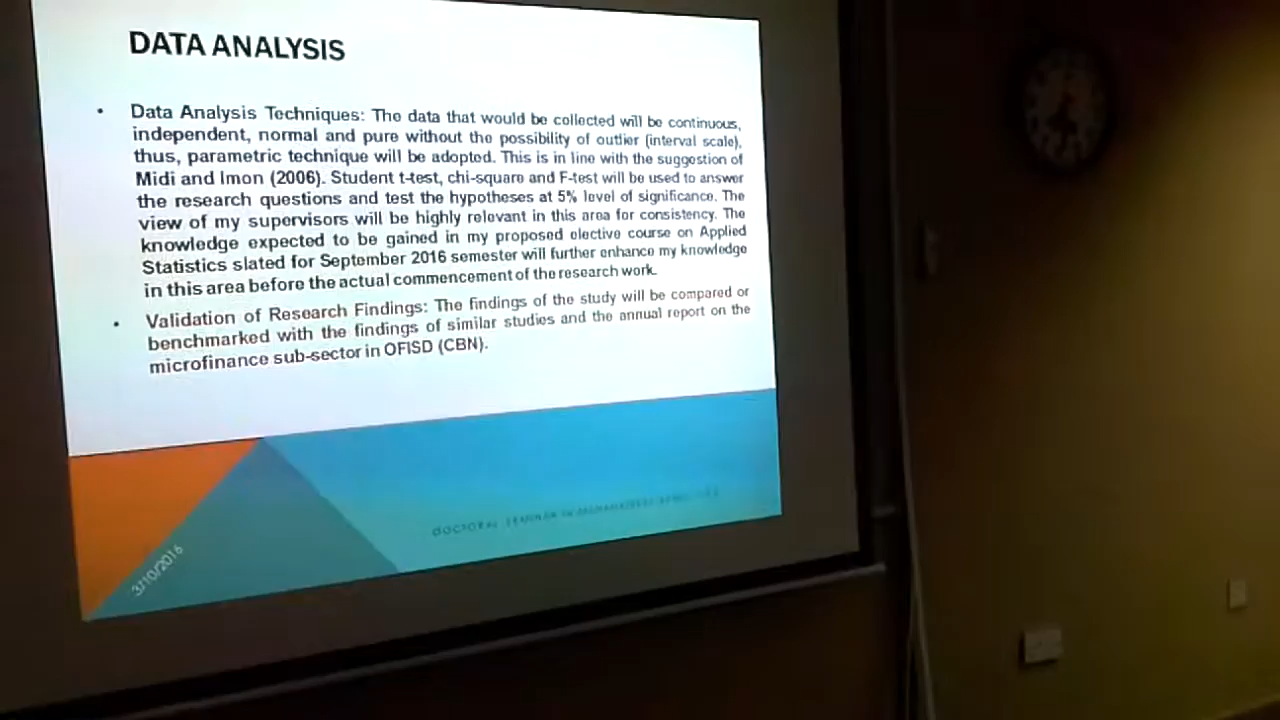 DATA ANALYSIS
• Data Analysis Techniques: The data that would be collected will be continuous,
independent, normal and pure without the possibility of outlier (interval scale),
thus, parametric technique will be adopted. This is in line with the suggestion of
Midi and Imon (2006). Student t-test, chi-square and F-test will be used to answer
the research questions and test the hypotheses at 5% level of significance. The
view of my supervisors will be highly relevant in this area for consistency. The
knowledge expected to be gained in my proposed elective course on Applied
Statistics slated for September 2016 semester will further enhance my knowledge
in this area before the actual commencement of the research work.
• Validation of Research Findings: The findings of the study will be compared or
benchmarked with the findings of similar studies and the annual report on the
microfinance sub-sector in OFISD (CBN).
DOCTORAL SEMINAR IN
3/10/2016